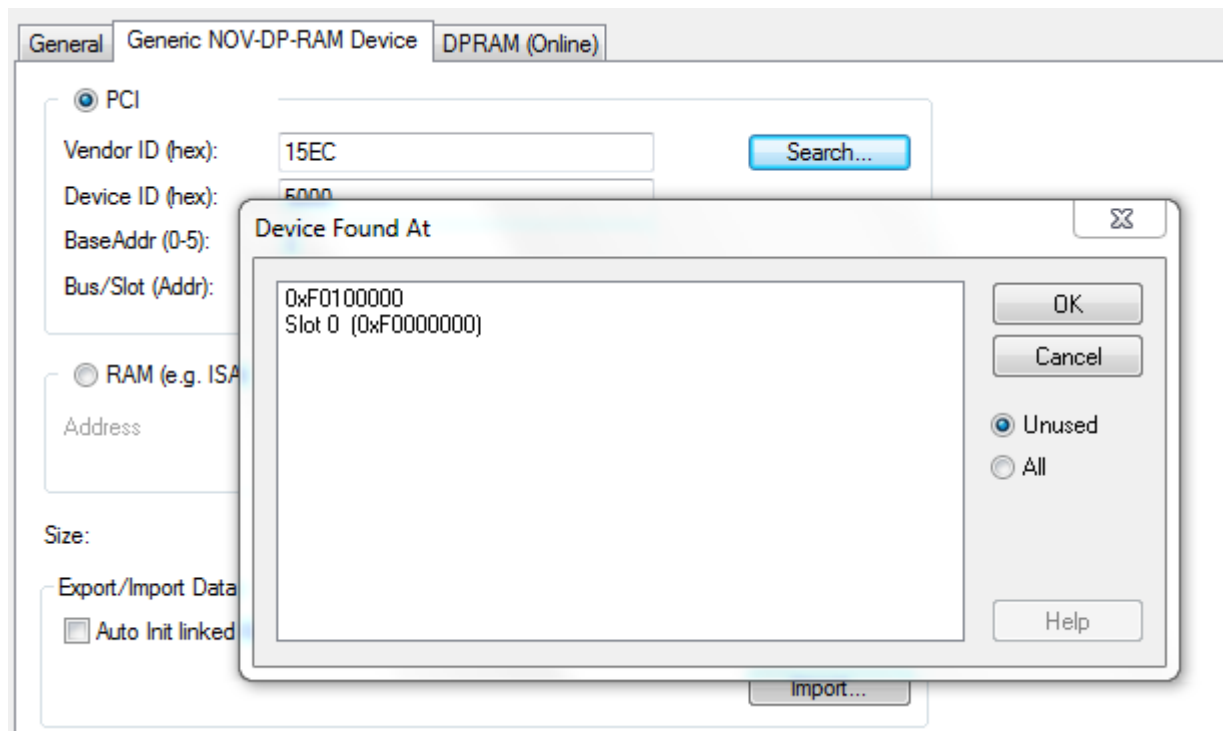 General Generic NOV-DP-RAM Device DPRAM (Online)
PCI
Vendor ID (hex): 15EC Search...
Device ID (hex): 5000
Device Found At
BaseAddr (0-5):
Bus/Slot (Addr):
0xF0100000 OK
Slot 0 (0xF0000000)
Cancel
RAM (e.g. ISA
Address
Unused
All
Size:
Export/Import Data
Auto Init linked
Help
Import...